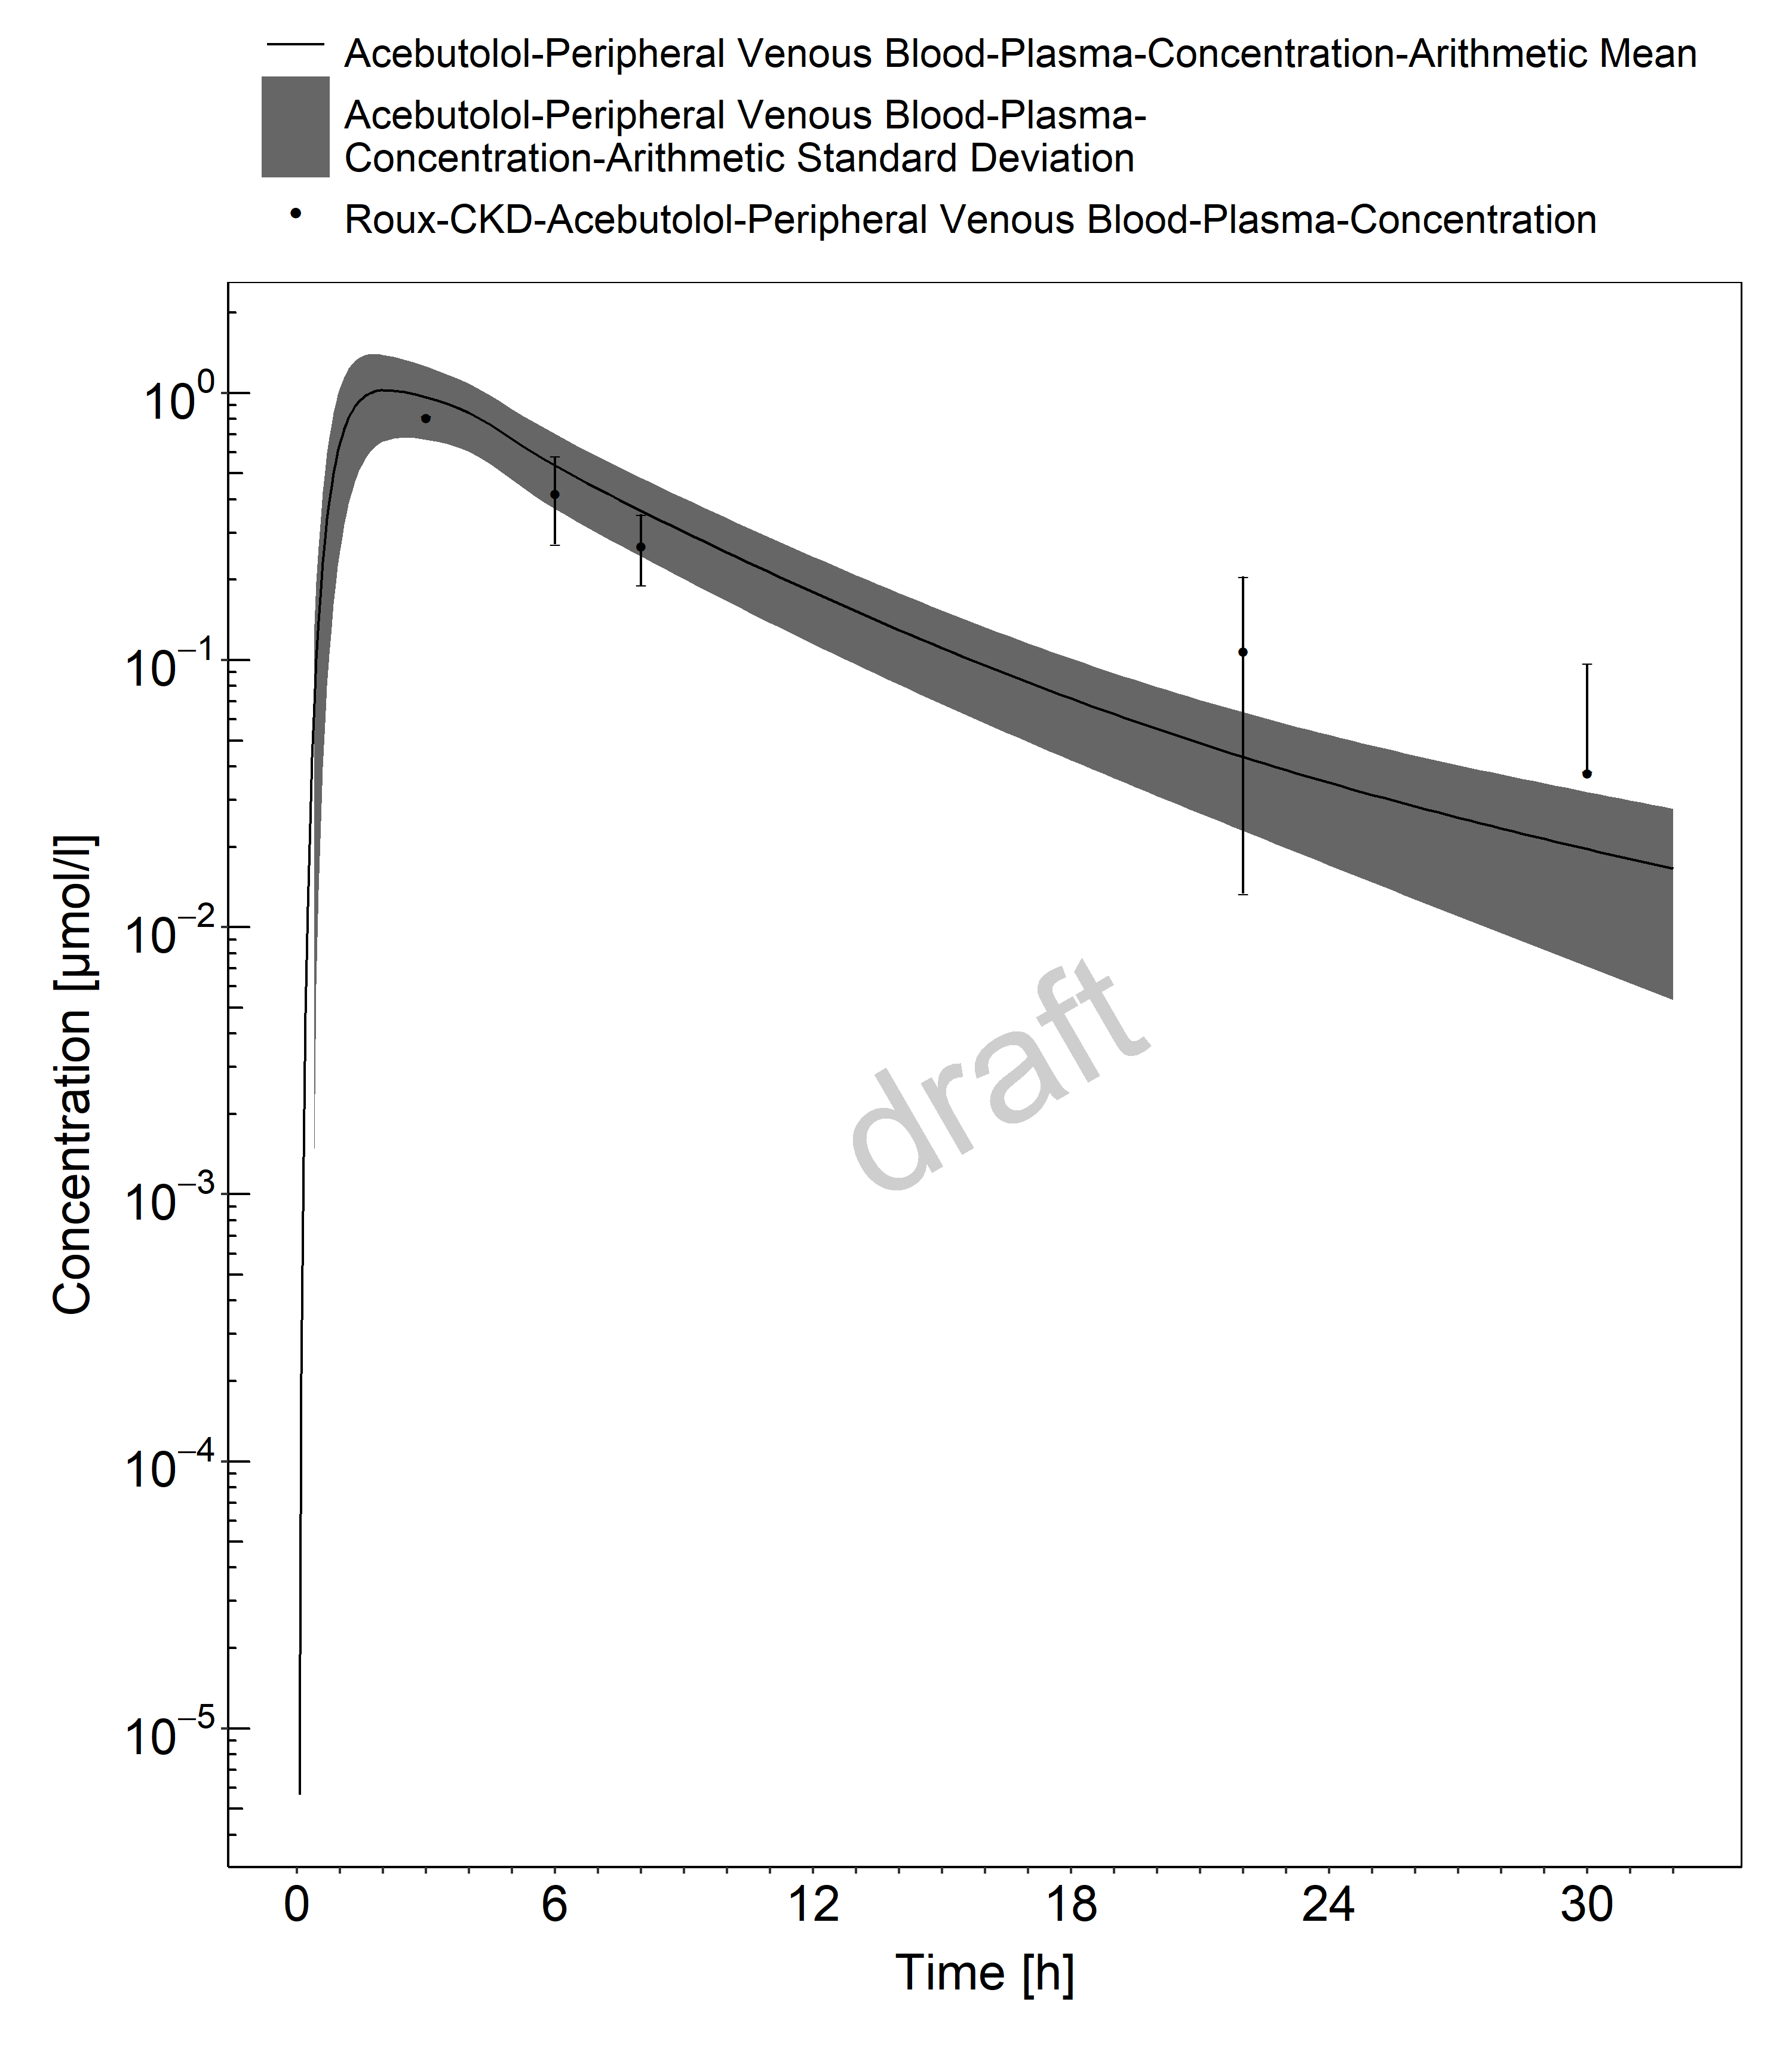 Acebutolol-Peripheral Venous Blood-Plasma-Concentration-Arithmetic Mean
Acebutolol-Peripheral Venous Blood-Plasma-
Concentration-Arithmetic Standard Deviation
Roux-CKD-Acebutolol-Peripheral Venous Blood-Plasma-Concentration
10⁰
10⁻¹
10⁻²
10⁻³
10⁻⁴
10⁻⁵
Concentration [µmol/l]
draft
0 6 12 18 24 30
Time [h]